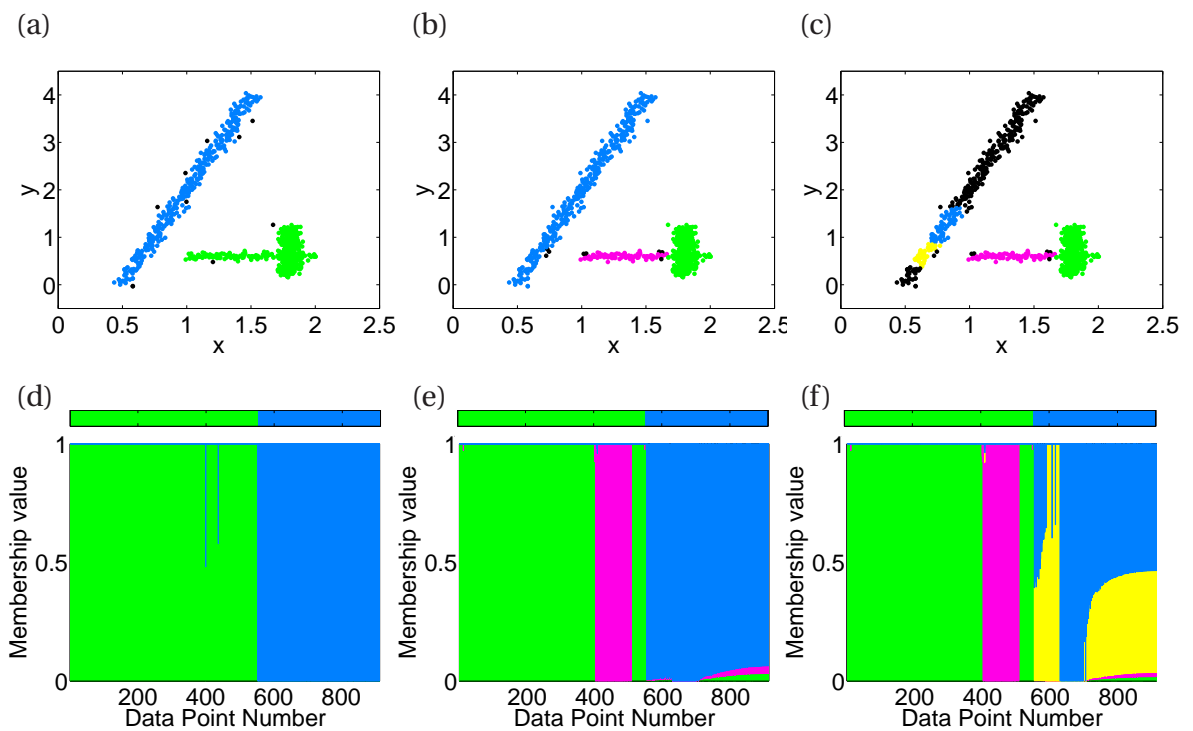 (a) (b) (c)
4 4 4
3 3 3
y y y
2 2 2
1 1 1
0 0 0
0 0.5 1 1.5 2 2.5 0 0.5 1 1.5 2 2.5 0 0.5 1 1.5 2 2.5
x x x
(d) (e) (f)
1 1 1
Membership value Membership value Membership value
0.5 0.5 0.5
0 0 0
200 400 600 800 200 400 600 800 200 400 600 800
Data Point Number Data Point Number Data Point Number